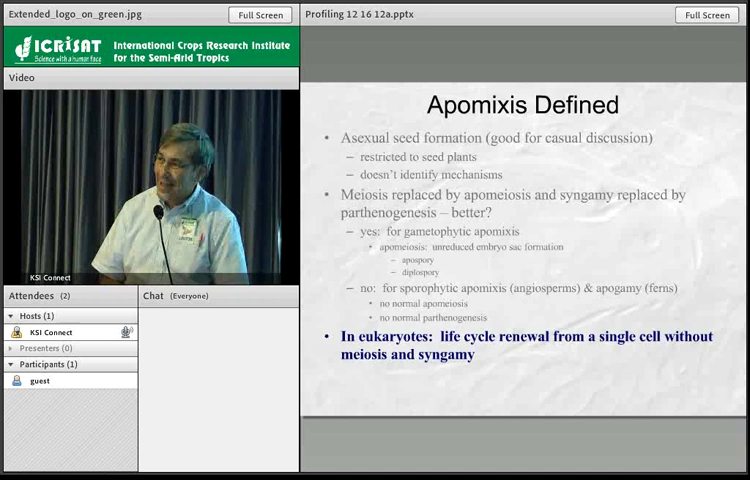 Extended_logo_on_green.jpg
Full Screen
Profiling 12 16 12a.pptx
Full Screen
ICRISAT
Science with a human face
International Crops Research Institute
for the Semi-Arid Tropics
Video
KSI Connect
Attendees (2)
Hosts (1)
KSI Connect
Presenters (0)
Participants (1)
guest
Chat (Everyone)
Apomixis Defined
• Asexual seed formation (good for casual discussion)
– restricted to seed plants
– doesn't identify mechanisms
• Meiosis replaced by apomeiosis and syngamy replaced by
parthenogenesis – better?
– yes: for gametophytic apomixis
• apomeiosis: unreduced embryo sac formation
– apospory
– diplospory
– no: for sporophytic apomixis (angiosperms) & apogamy (ferns)
• no normal apomeiosis
• no normal parthenogenesis
• In eukaryotes: life cycle renewal from a single cell without
meiosis and syngamy